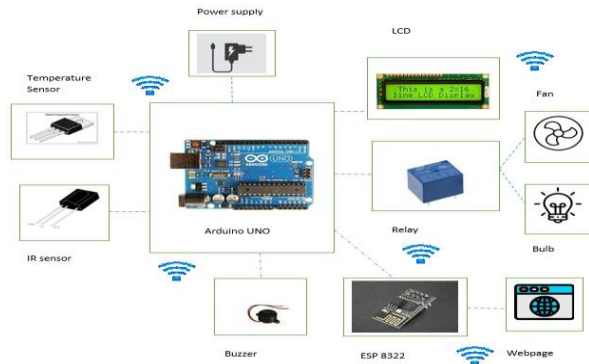 Power supply
LCD
Temperature
Sensor
This is a 2x16
line LCD Display
Fan
UNO
Arduino UNO
Relay
Bulb
IR sensor
Buzzer
ESP 8322
Webpage